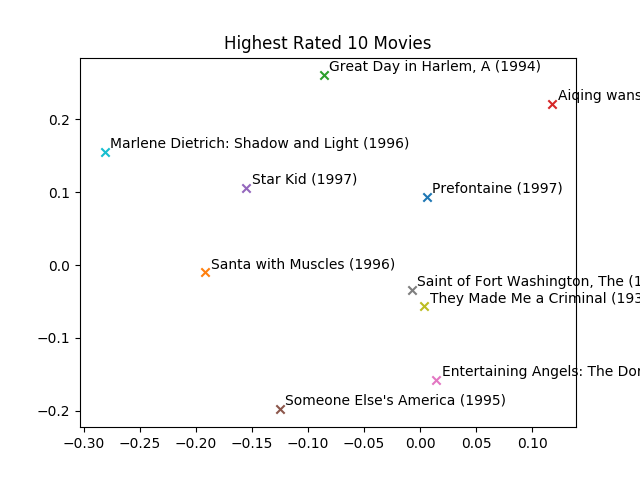 Highest Rated 10 Movies
Great Day in Harlem, A (1994)
Aiqing wans
0.2
Marlene Dietrich: Shadow and Light (1996)
Star Kid (1997)
0.1
Prefontaine (1997)
Santa with Muscles (1996)
0.0
Saint of Fort Washington, The (1
They Made Me a Criminal (193
−0.1
Entertaining Angels: The Dor
Someone Else's America (1995)
−0.2
−0.30 −0.25 −0.20 −0.15 −0.10 −0.05 0.00 0.05 0.10